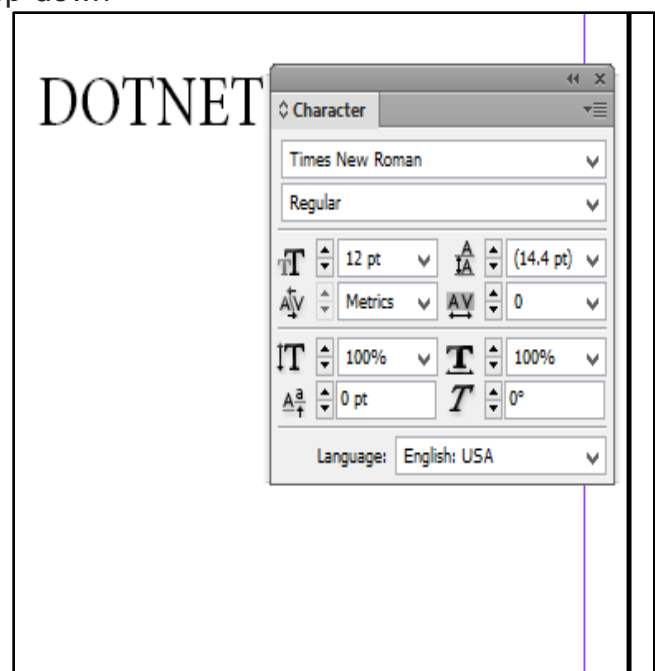 DOTNET
Character
Times New Roman
Regular
12 pt (14.4 pt)
Metrics 0
100% 100%
0 pt 0°
Language: English: USA